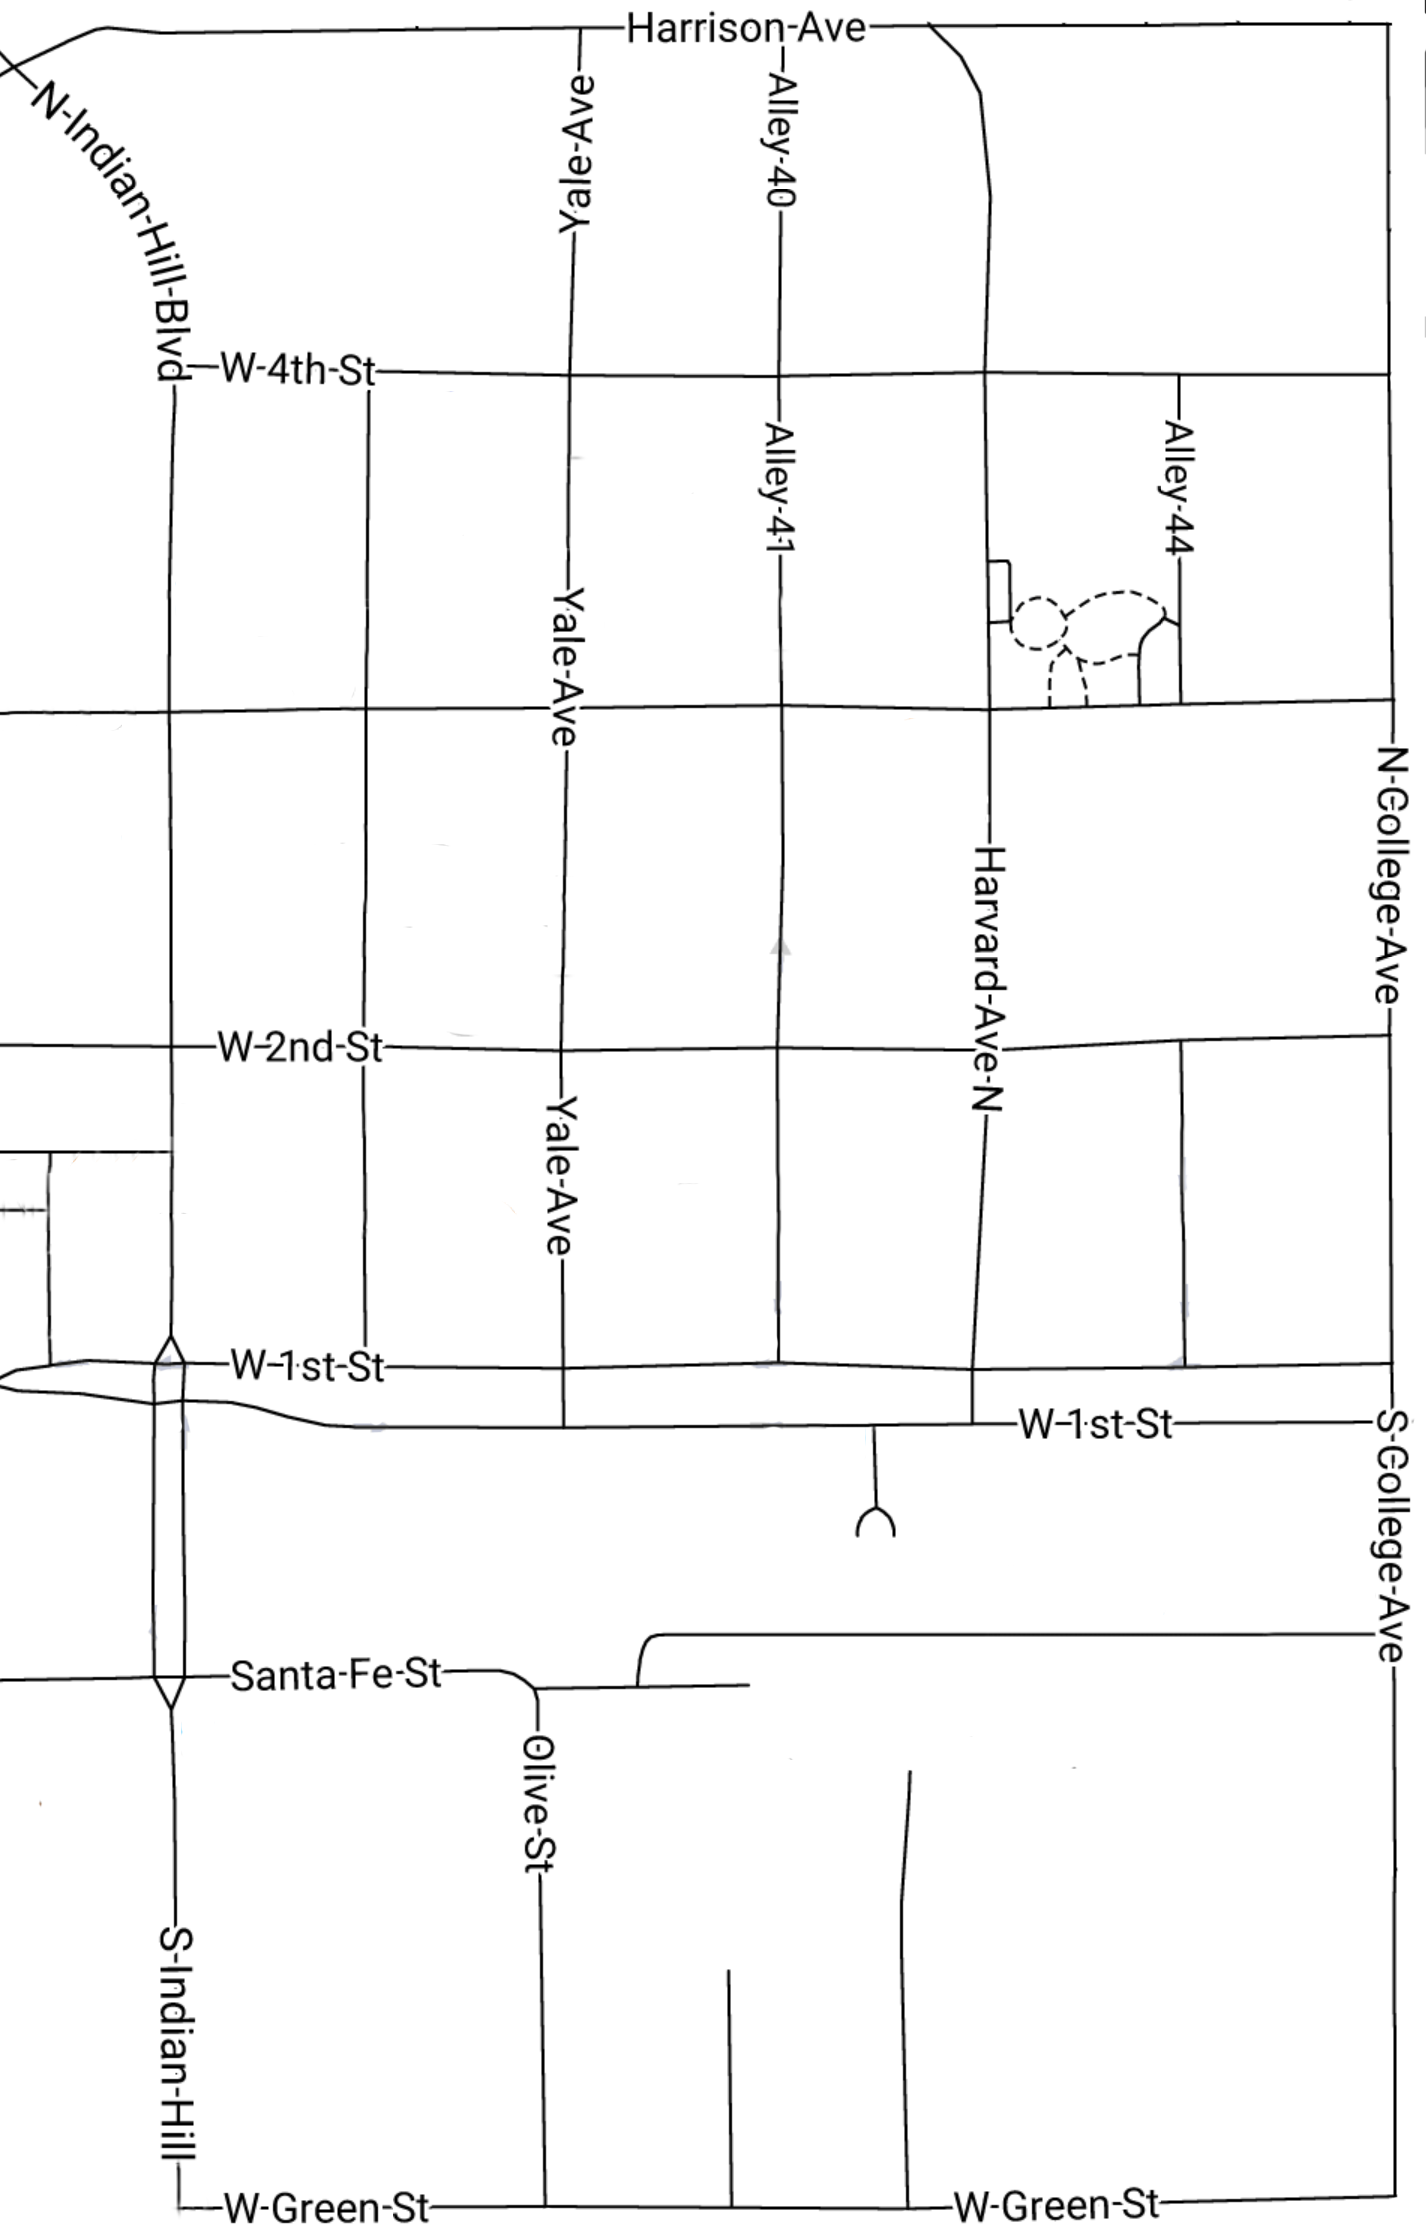 Harrison-Ave
N-Indian-Hill-Blvd
Yale-Ave
Alley-40
W-4th-St
Alley-41
Alley-44
Yale-Ave
N-College-Ave
Harvard-Ave-N
W-2nd-St
Yale-Ave
W-1st-St
W-1st-St
S-College-Ave
Santa-Fe-St
Olive-St
S-Indian-Hill
W-Green-St
W-Green-St